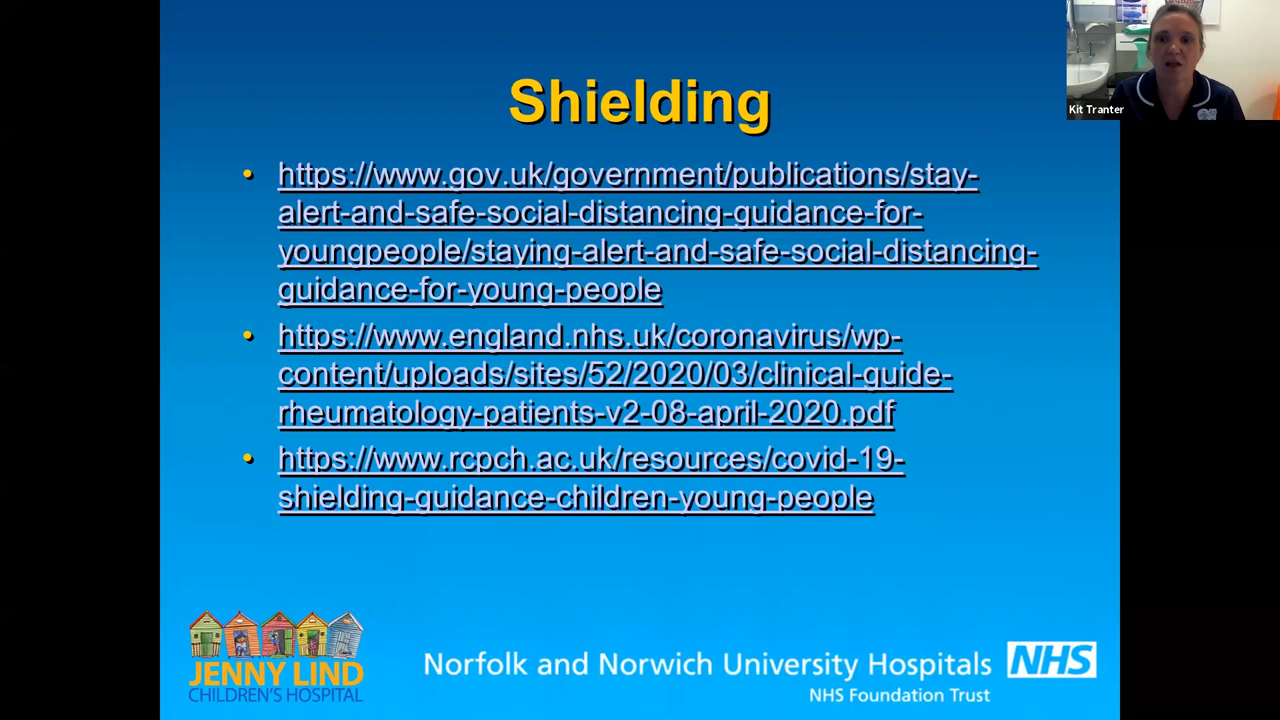 Shielding
Kit Tranter
• https://www.gov.uk/government/publications/stay-
alert-and-safe-social-distancing-guidance-for-
youngpeople/staying-alert-and-safe-social-distancing-
guidance-for-young-people
• https://www.england.nhs.uk/coronavirus/wp-
content/uploads/sites/52/2020/03/clinical-guide-
rheumatology-patients-v2-08-april-2020.pdf
• https://www.rcpch.ac.uk/resources/covid-19-
shielding-guidance-children-young-people
JENNY LIND
CHILDREN'S HOSPITAL
Norfolk and Norwich University Hospitals NHS
NHS Foundation Trust